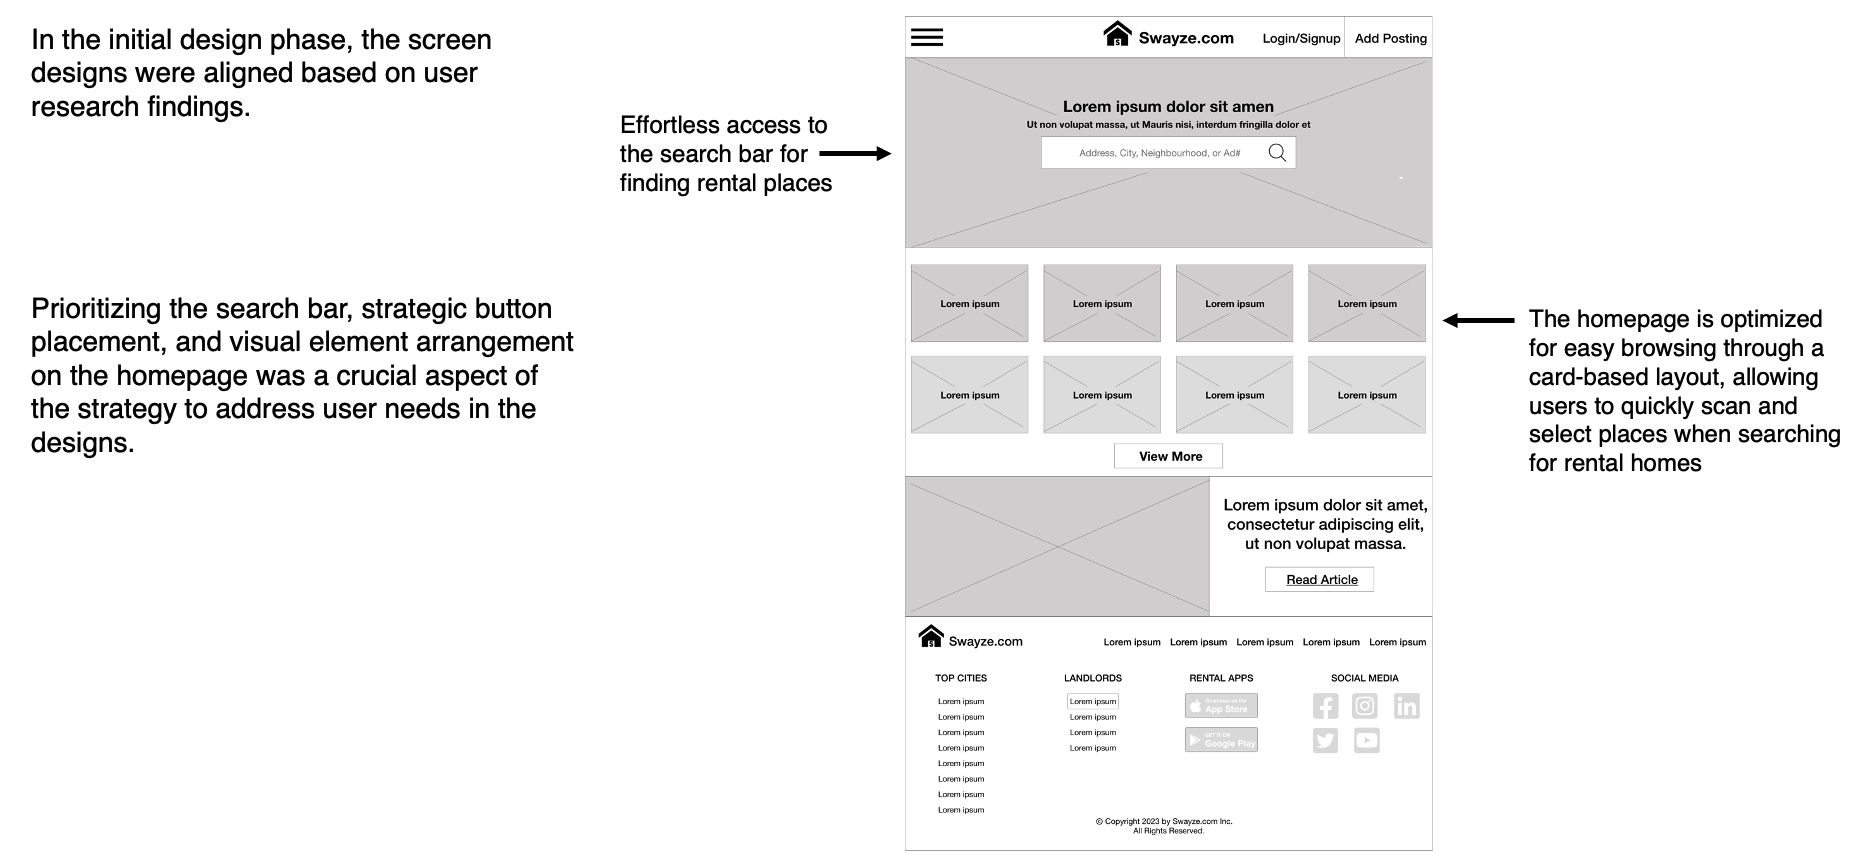 In the initial design phase, the screen
designs were aligned based on user
research findings.
Prioritizing the search bar, strategic button
placement, and visual element arrangement
on the homepage was a crucial aspect of
the strategy to address user needs in the
designs.
Effortless access to
the search bar for
finding rental places
Swayze.com
Login/Signup
Add Posting
Lorem ipsum dolor sit amen
Ut non volupat massa, ut Mauris nisi, interdum fringilla dolor et
Address, City, Neighbourhood, or Ad#
Lorem ipsum Lorem ipsum Lorem ipsum Lorem ipsum
Lorem ipsum Lorem ipsum Lorem ipsum Lorem ipsum
View More
Lorem ipsum dolor sit amet,
consectetur adipiscing elit,
ut non volupat massa.
Read Article
Swayze.com
Lorem ipsum Lorem ipsum Lorem ipsum Lorem ipsum Lorem ipsum
TOP CITIES
Lorem ipsum
Lorem ipsum
Lorem ipsum
Lorem ipsum
Lorem ipsum
Lorem ipsum
Lorem ipsum
Lorem ipsum
LANDLORDS
Lorem ipsum
Lorem ipsum
Lorem ipsum
Lorem ipsum
RENTAL APPS
Download on the
App Store
GET IT ON
Google Play
SOCIAL MEDIA
© Copyright 2023 by Swayze.com Inc.
All Rights Reserved.
The homepage is optimized
for easy browsing through a
card-based layout, allowing
users to quickly scan and
select places when searching
for rental homes